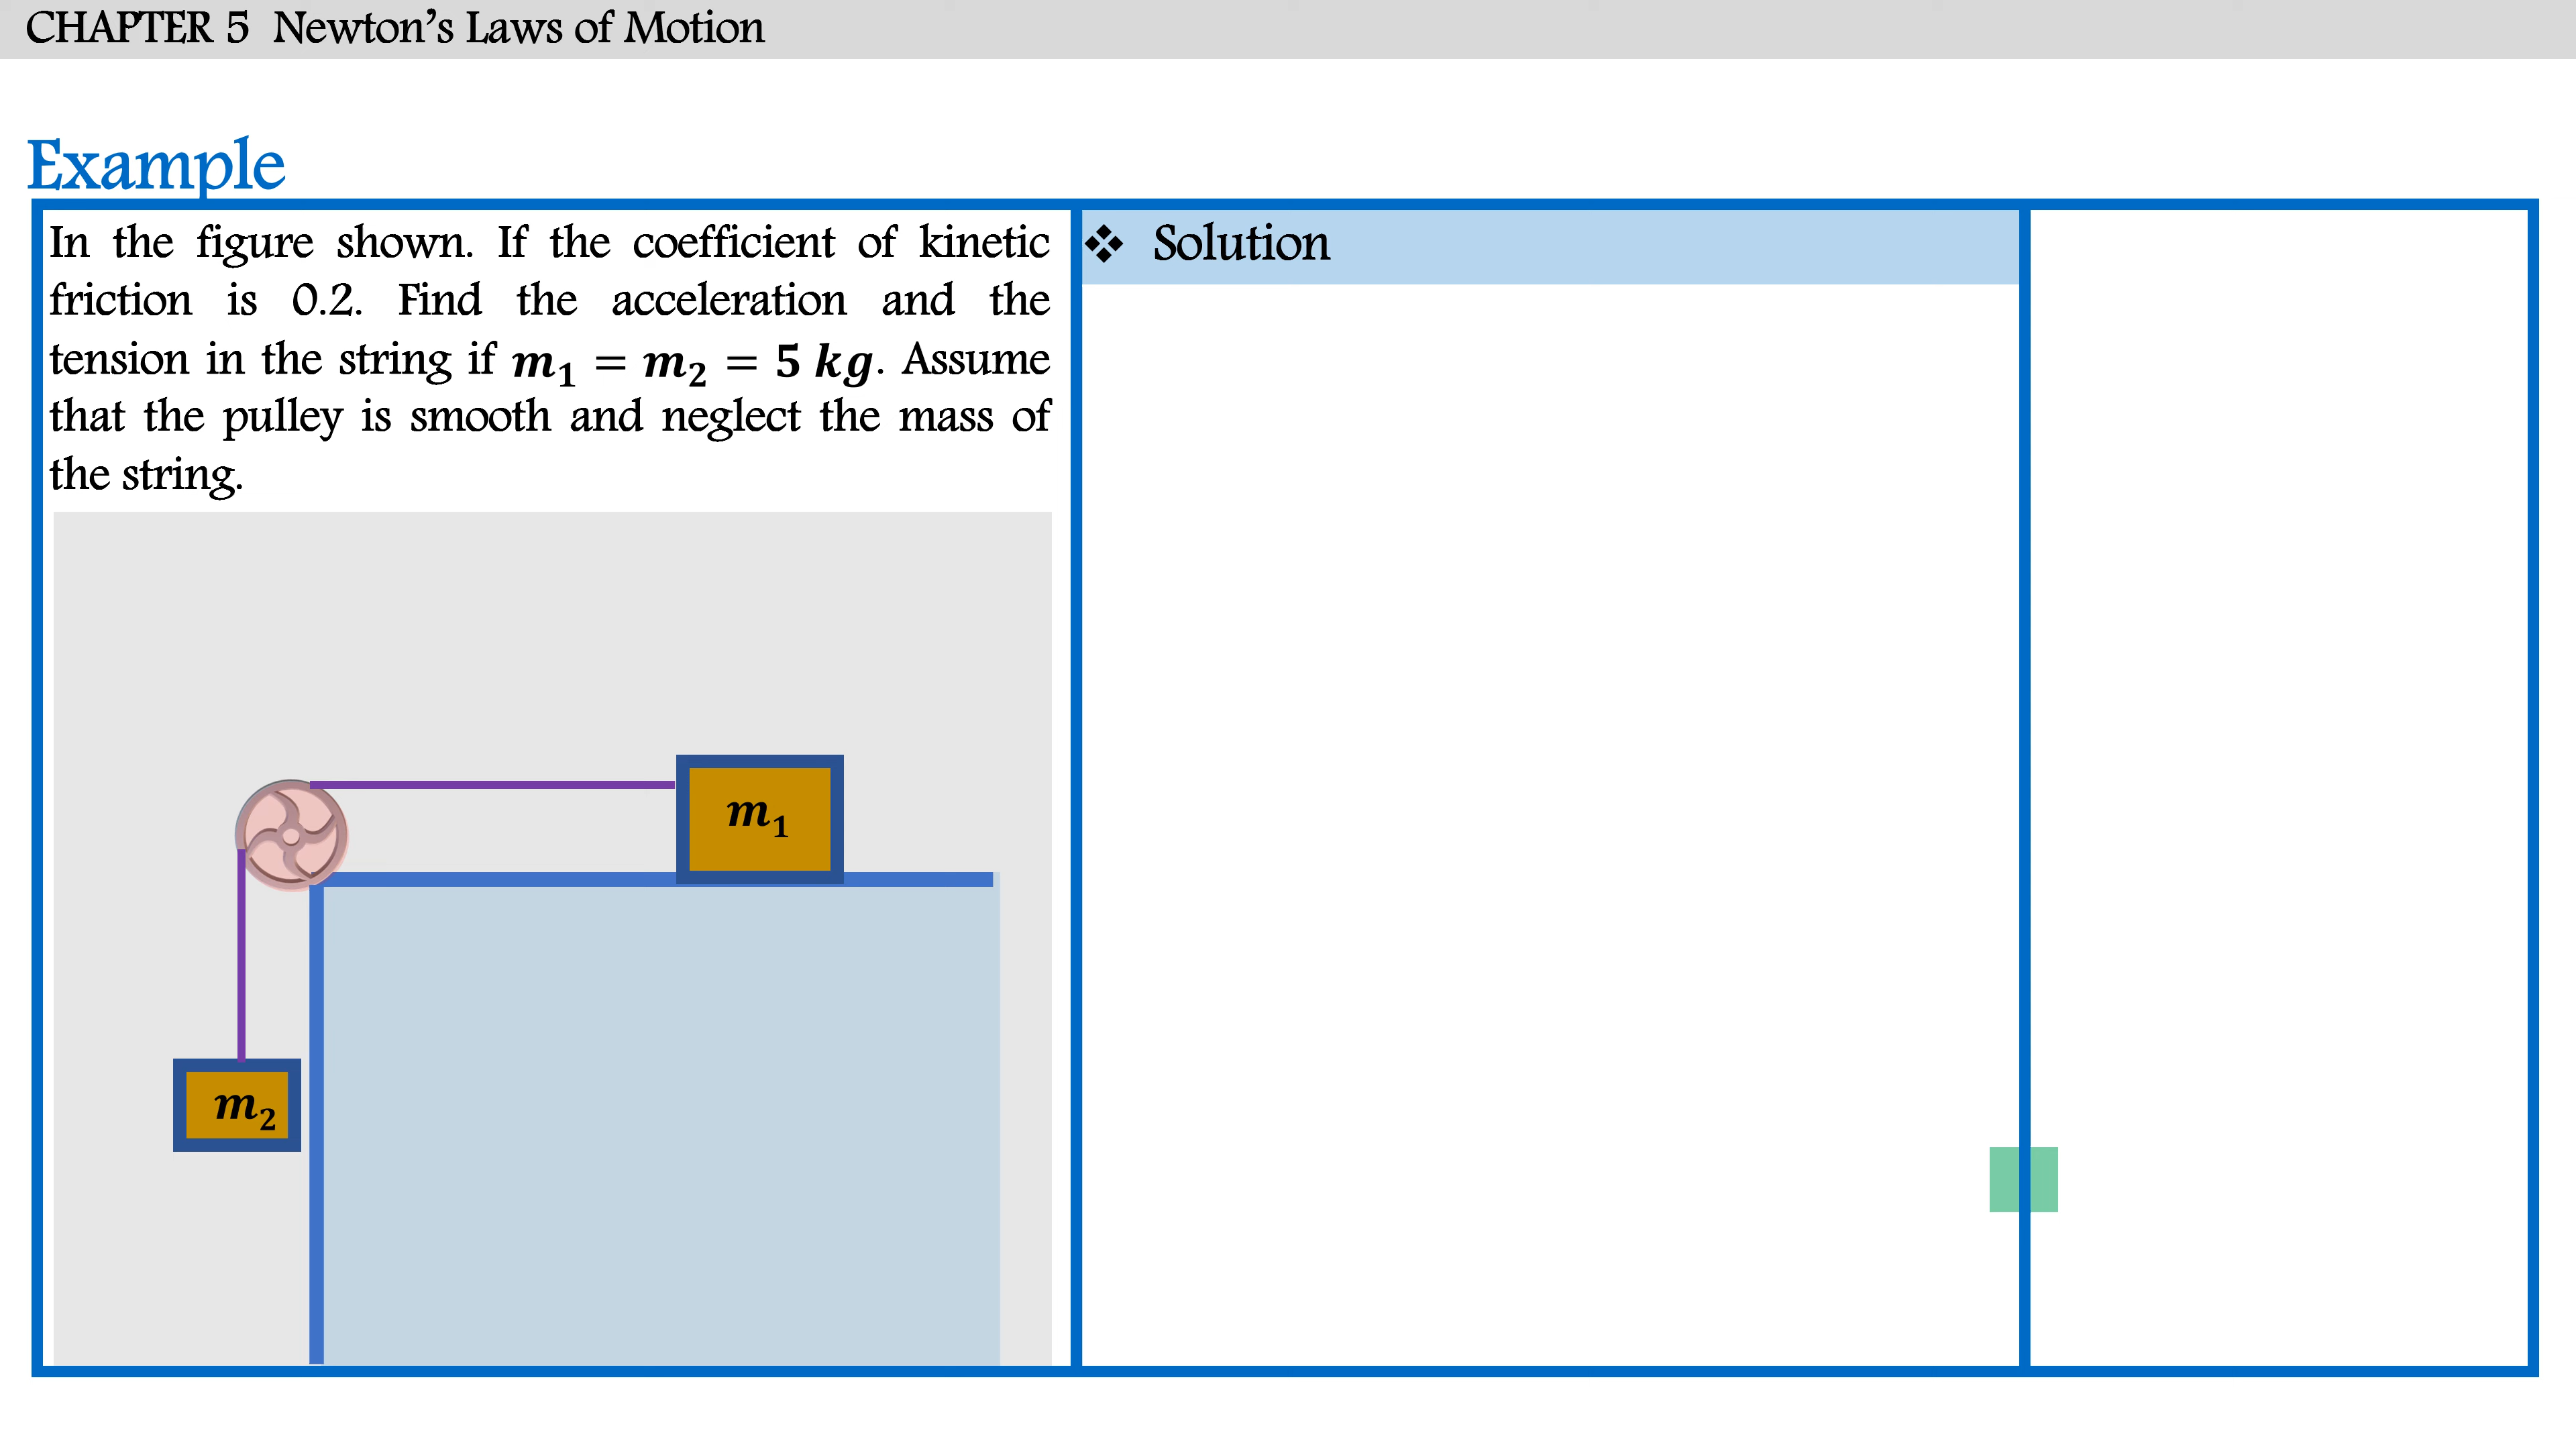 CHAPTER 5 Newton's Laws of Motion
Example
In the figure shown. If the coefficient of kinetic
friction is 0.2. Find the acceleration and the
tension in the string if m₁ = m₂ = 5 kg. Assume
that the pulley is smooth and neglect the mass of
the string.
m₁
m₂
❖ Solution